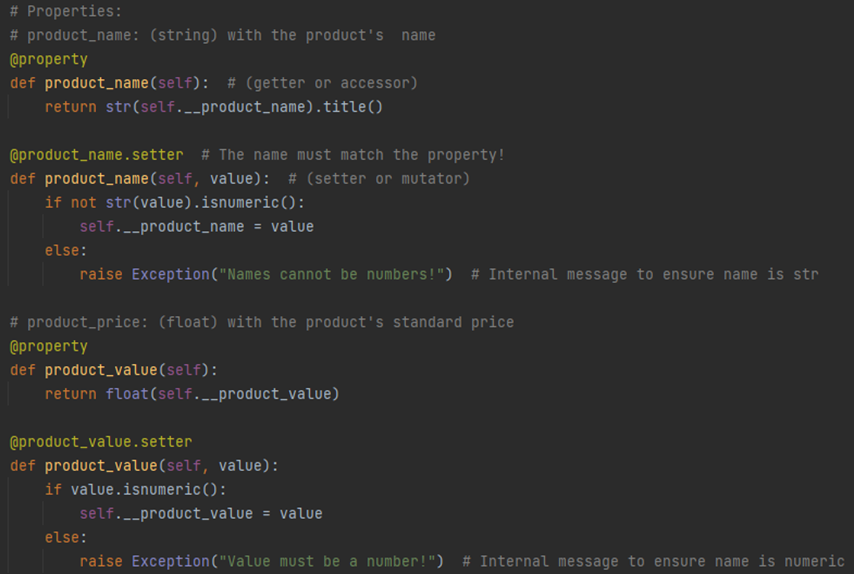 # Properties:
# product_name: (string) with the product's  name
@property
def product_name(self):  # (getter or accessor)
    return str(self.__product_name).title()

@product_name.setter  # The name must match the property!
def product_name(self, value):  # (setter or mutator)
    if not str(value).isnumeric():
        self.__product_name = value
    else:
        raise Exception("Names cannot be numbers!")  # Internal message to ensure name is str

# product_price: (float) with the product's standard price
@property
def product_value(self):
    return float(self.__product_value)

@product_value.setter
def product_value(self, value):
    if value.isnumeric():
        self.__product_value = value
    else:
        raise Exception("Value must be a number!")  # Internal message to ensure name is numeric